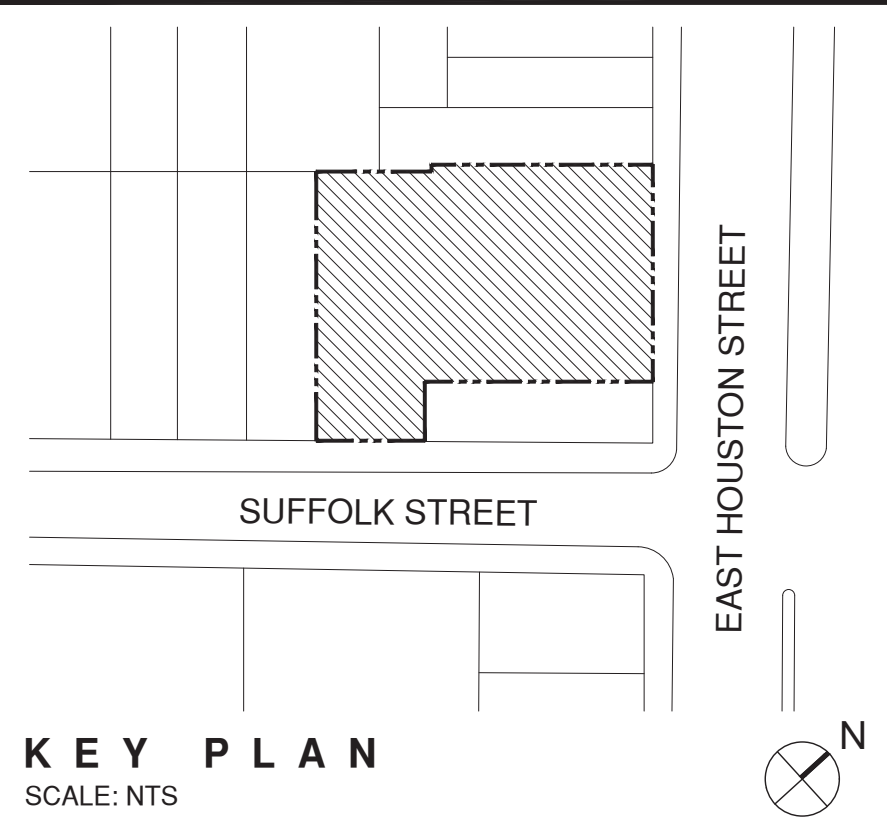 EAST HOUSTON STREET
SUFFOLK STREET
KEY PLAN
SCALE: NTS
N